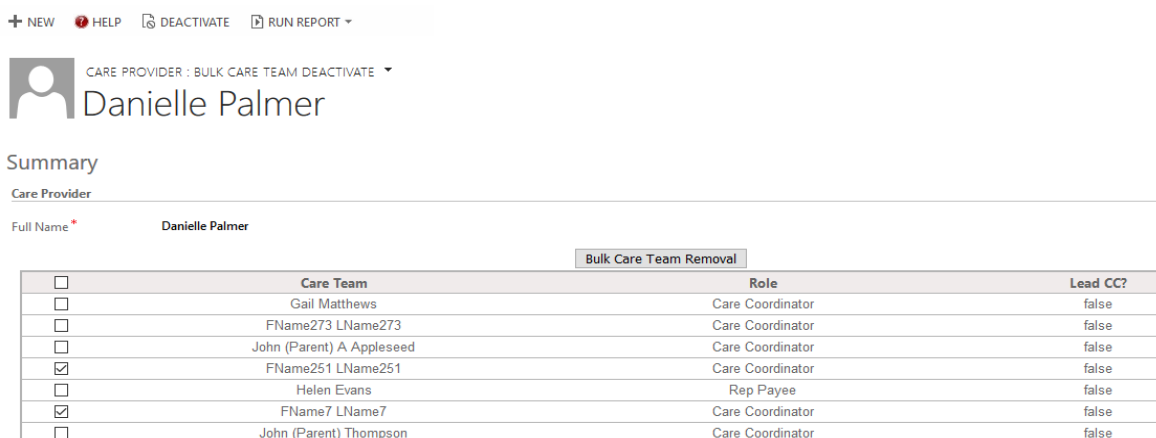 NEW HELP DEACTIVATE RUN REPORT
CARE PROVIDER : BULK CARE TEAM DEACTIVATE
Danielle Palmer
Summary
Care Provider
Full Name* Danielle Palmer
Bulk Care Team Removal
Care Team Role Lead CC?
Gail Matthews Care Coordinator false
FName273 LName273 Care Coordinator false
John (Parent) A Appleseed Care Coordinator false
FName251 LName251 Care Coordinator false
Helen Evans Rep Payee false
FName7 LName7 Care Coordinator false
John (Parent) Thompson Care Coordinator false